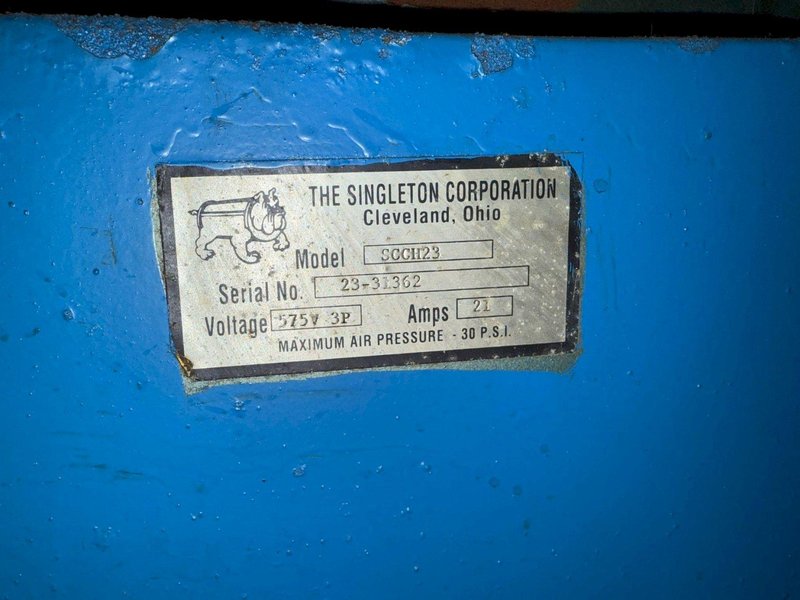 THE SINGLETON CORPORATION
Cleveland, Ohio
Model SCCH23
Serial No. 23-31362
Voltage 575V 3P Amps 21
MAXIMUM AIR PRESSURE - 30 P.S.I.